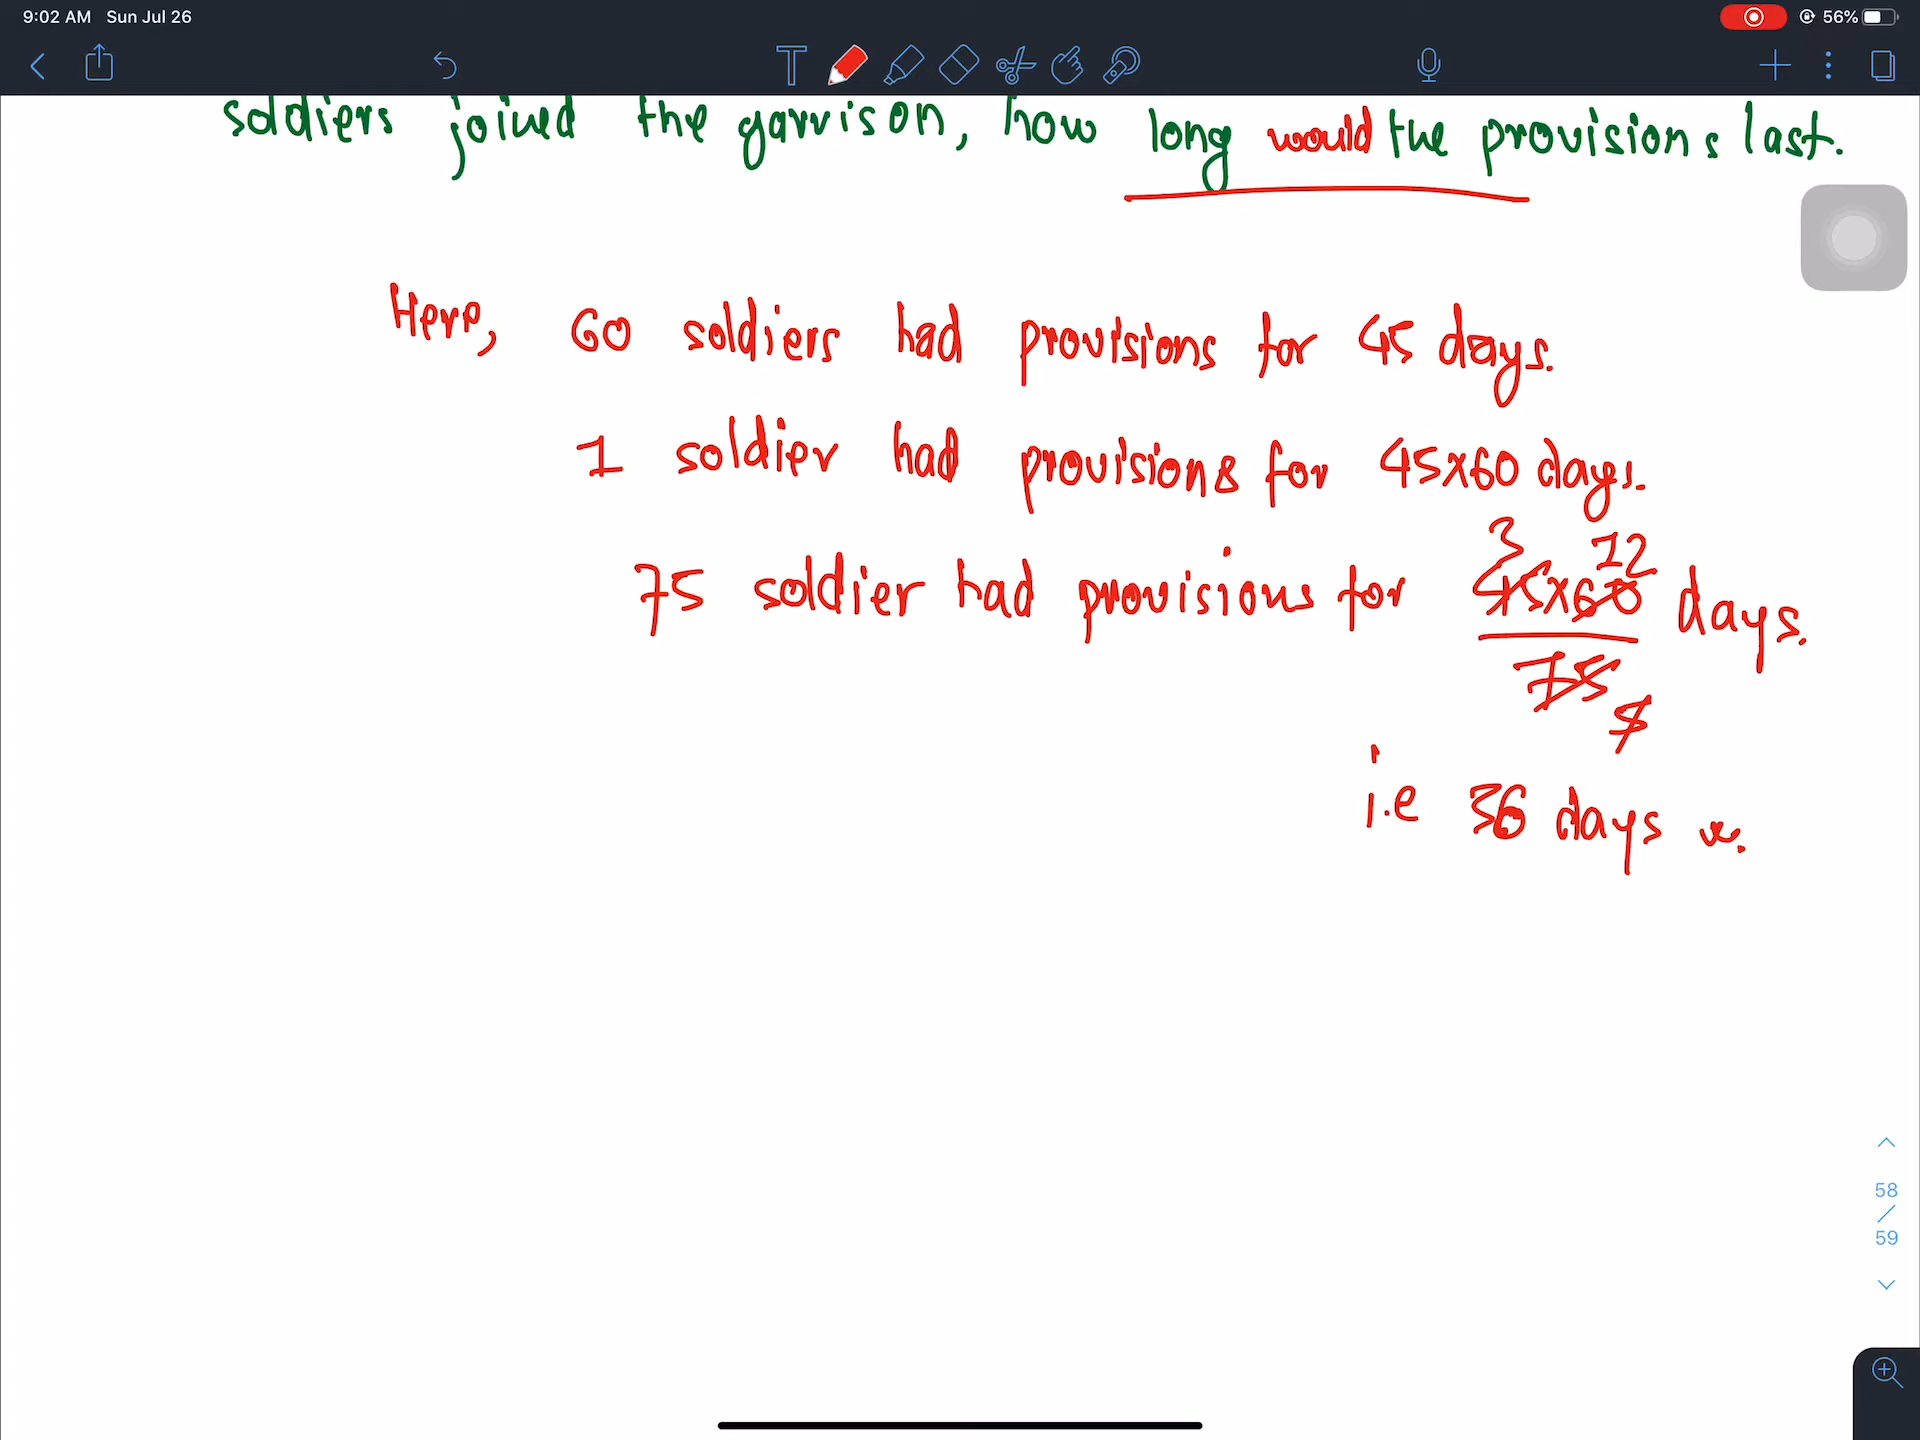 9:02 AM Sun Jul 26
56%
T
soldiers joined the garrison, how long would the provisions last.
Here, 60 soldiers had provisions for 45 days.
1 soldier had provisions for 45x60 days.
3 12
75 soldier had provisions for 45x60 days.
75
5
i.e 36 days
58
/
59